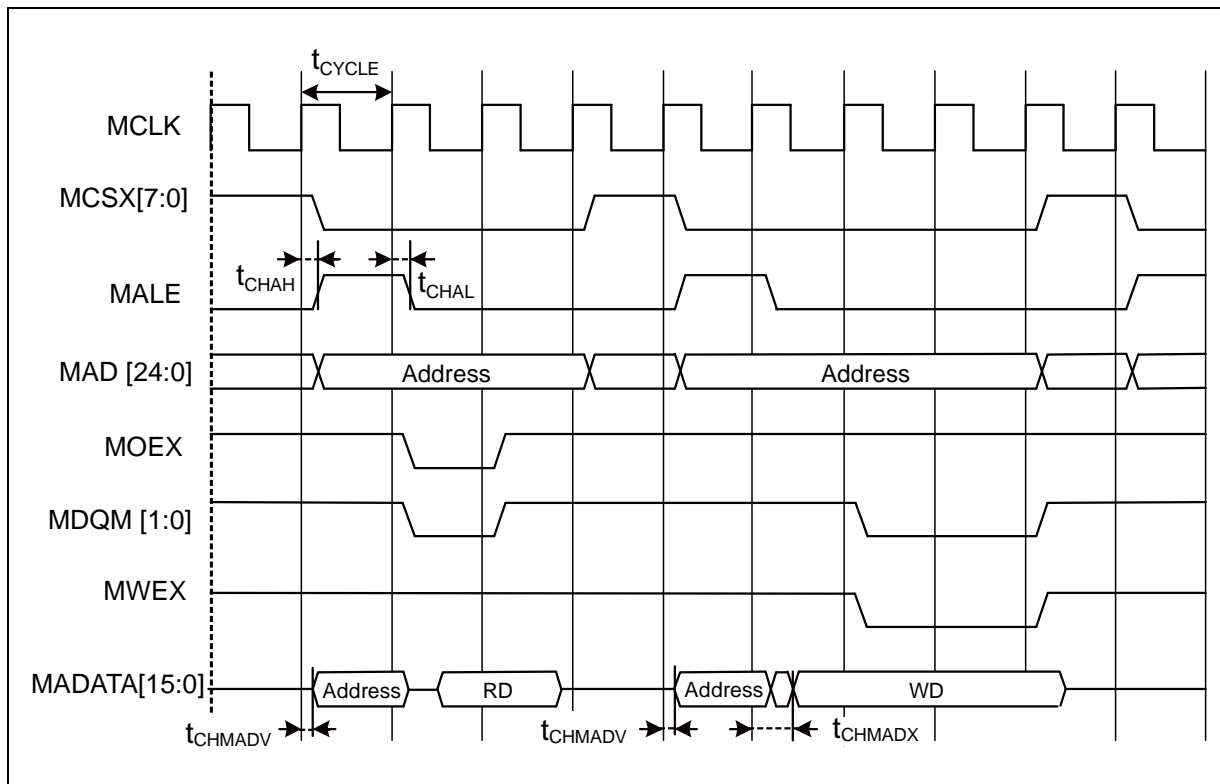 tCYCLE
MCLK
MCSX[7:0]
tCHAH
tCHAL
MALE
MAD [24:0]
Address
Address
MOEX
MDQM [1:0]
MWEX
MADATA[15:0]
Address
RD
Address
WD
tCHMADV
tCHMADV
tCHMADX